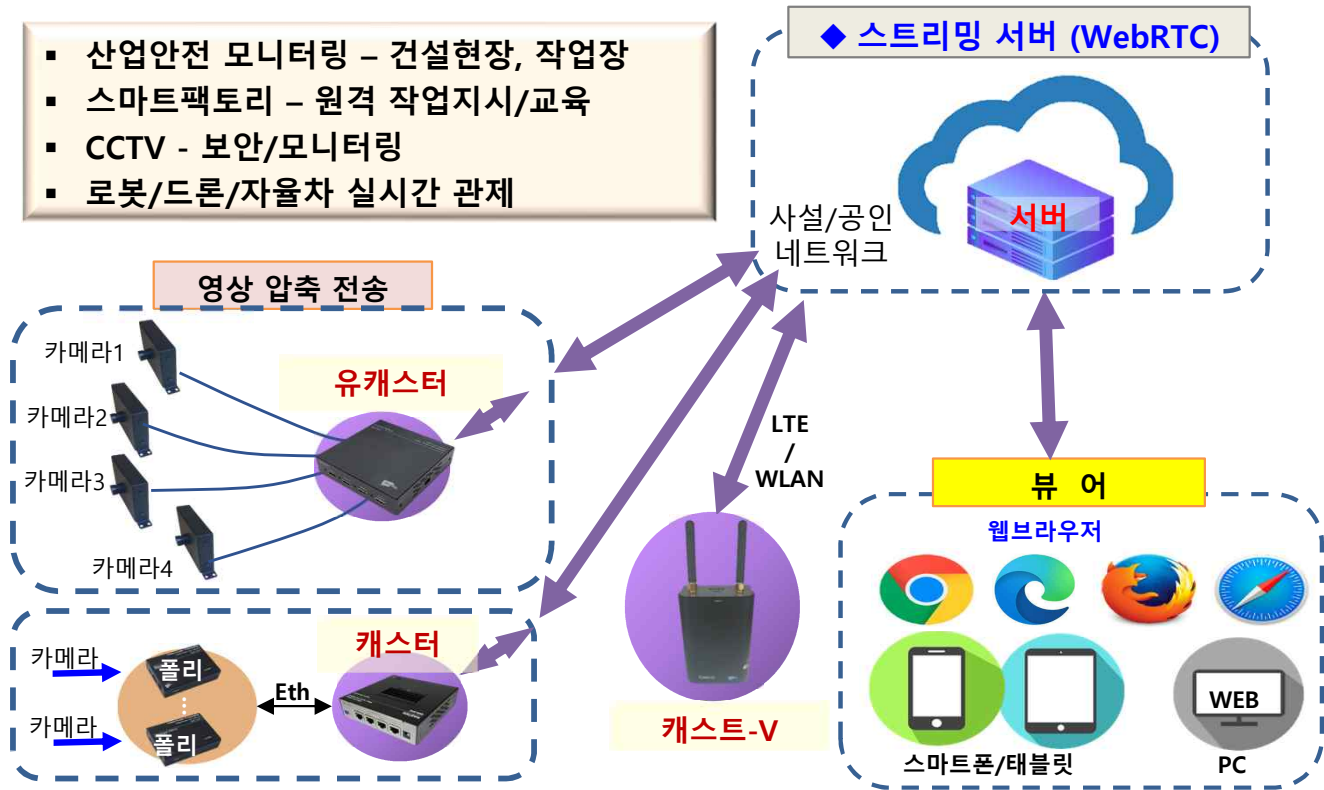 산업안전 모니터링 – 건설현장, 작업장
스마트팩토리 – 원격 작업지시/교육
CCTV - 보안/모니터링
로봇/드론/자율차 실시간 관제
◆ 스트리밍 서버 (WebRTC)
서버
사설/공인
네트워크
영상 압축 전송
카메라1
카메라2
카메라3
카메라4
유캐스터
LTE
/
WLAN
뷰 어
웹브라우저
카메라
폴리
Eth
캐스터
카메라
폴리
캐스트-V
WEB
스마트폰/태블릿
PC